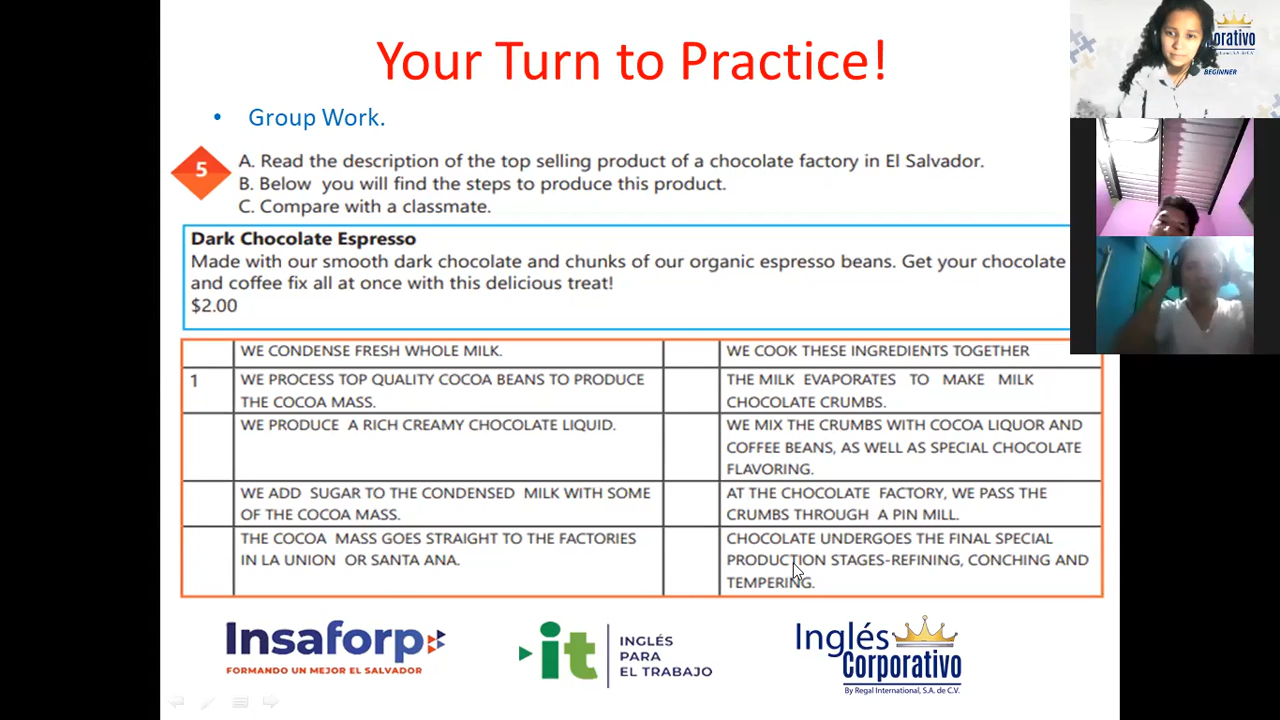 Your Turn to Practice!
• Group Work.
5
A. Read the description of the top selling product of a chocolate factory in El Salvador.
B. Below you will find the steps to produce this product.
C. Compare with a classmate.
Dark Chocolate Espresso
Made with our smooth dark chocolate and chunks of our organic espresso beans. Get your chocolate
and coffee fix all at once with this delicious treat!
$2.00
WE CONDENSE FRESH WHOLE MILK.
WE COOK THESE INGREDIENTS TOGETHER
1
WE PROCESS TOP QUALITY COCOA BEANS TO PRODUCE
THE COCOA MASS.
THE MILK EVAPORATES TO MAKE MILK
CHOCOLATE CRUMBS.
WE PRODUCE A RICH CREAMY CHOCOLATE LIQUID.
WE MIX THE CRUMBS WITH COCOA LIQUOR AND
COFFEE BEANS, AS WELL AS SPECIAL CHOCOLATE
FLAVORING.
WE ADD SUGAR TO THE CONDENSED MILK WITH SOME
OF THE COCOA MASS.
AT THE CHOCOLATE FACTORY, WE PASS THE
CRUMBS THROUGH A PIN MILL.
THE COCOA MASS GOES STRAIGHT TO THE FACTORIES
IN LA UNION OR SANTA ANA.
CHOCOLATE UNDERGOES THE FINAL SPECIAL
PRODUCTION STAGES-REFINING, CONCHING AND
TEMPERING.
Insaforp
FORMANDO UN MEJOR EL SALVADOR
it
INGLÉS
PARA
EL TRABAJO
Inglés
Corporativo
By Regal International, S.A. de C.V.
orativo
BEGINNER